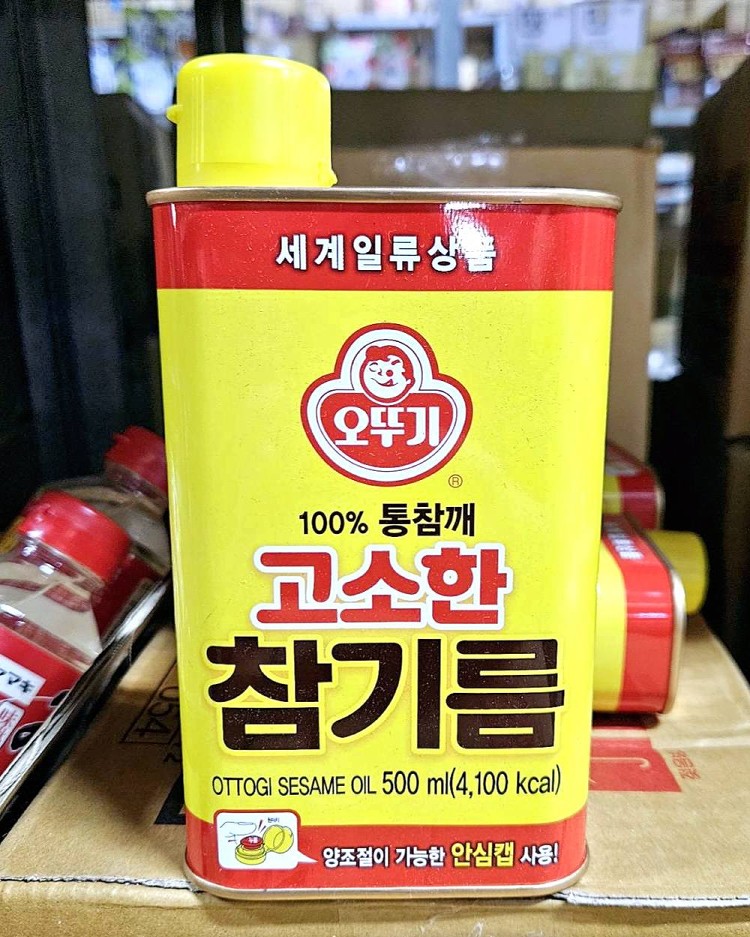 세계일류상품
오뚜기
®
100% 통참깨
고소한
참기름
OTTOGI SESAME OIL 500 ml(4,100 kcal)
양조절이 가능한 안심캡 사용!